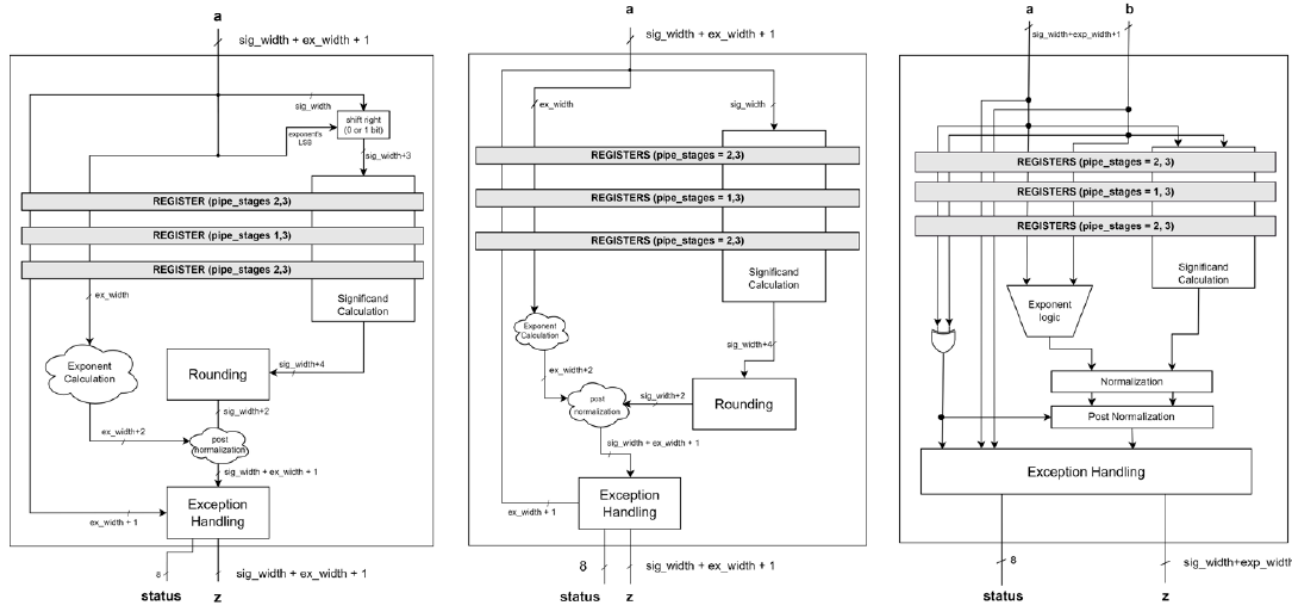 a
sig_width + ex_width + 1
sig_width
shift right
(0 or 1 bit)
exponent's
LSB
sig_width+3
REGISTER (pipe_stages 2,3)
REGISTER (pipe_stages 1,3)
REGISTER (pipe_stages 2,3)
ex_width
Significand
Calculation
Exponent
Calculation
Rounding
sig_width+4
sig_width+2
ex_width+2
post
normalization
sig_width + ex_width + 1
Exception
Handling
ex_width + 1
8
sig_width + ex_width + 1
status
z
a
sig_width + ex_width + 1
ex_width
sig_width
REGISTERS (pipe_stages = 2,3)
REGISTERS (pipe_stages = 1,3)
REGISTERS (pipe_stages = 2,3)
Significand
Calculation
Exponent
Calculation
sig_width+4
ex_width+2
post
normalization
sig_width+2
Rounding
sig_width + ex_width + 1
Exception
Handling
ex_width + 1
8
sig_width + ex_width + 1
status
z
a
b
sig_width+exp_width+1
REGISTERS (pipe_stages = 2, 3)
REGISTERS (pipe_stages = 1, 3)
REGISTERS (pipe_stages = 2, 3)
Significand
Calculation
Exponent
logic
Normalization
Post Normalization
Exception Handling
8
sig_width+exp_width
status
z